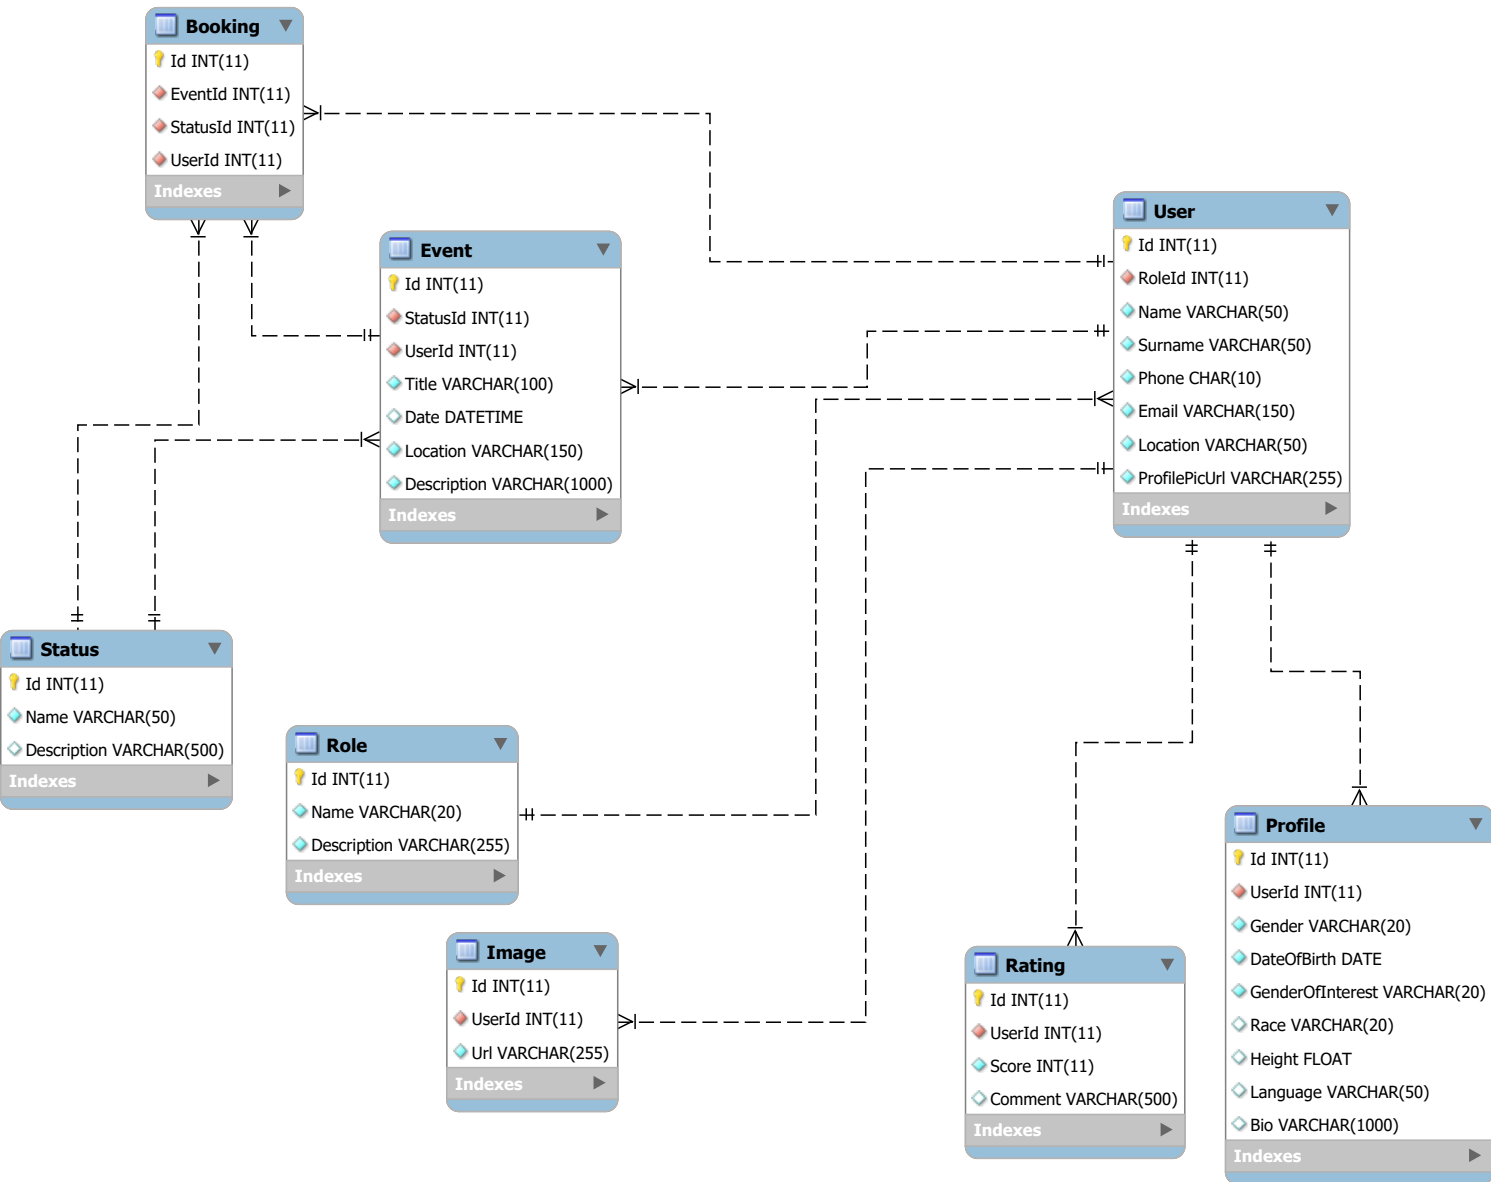 Booking
Id INT(11)
EventId INT(11)
StatusId INT(11)
UserId INT(11)
Indexes
Event
Id INT(11)
StatusId INT(11)
UserId INT(11)
Title VARCHAR(100)
Date DATETIME
Location VARCHAR(150)
Description VARCHAR(1000)
Indexes
User
Id INT(11)
RoleId INT(11)
Name VARCHAR(50)
Surname VARCHAR(50)
Phone CHAR(10)
Email VARCHAR(150)
Location VARCHAR(50)
ProfilePicUrl VARCHAR(255)
Indexes
Status
Id INT(11)
Name VARCHAR(50)
Description VARCHAR(500)
Indexes
Role
Id INT(11)
Name VARCHAR(20)
Description VARCHAR(255)
Indexes
Image
Id INT(11)
UserId INT(11)
Url VARCHAR(255)
Indexes
Rating
Id INT(11)
UserId INT(11)
Score INT(11)
Comment VARCHAR(500)
Indexes
Profile
Id INT(11)
UserId INT(11)
Gender VARCHAR(20)
DateOfBirth DATE
GenderOfInterest VARCHAR(20)
Race VARCHAR(20)
Height FLOAT
Language VARCHAR(50)
Bio VARCHAR(1000)
Indexes